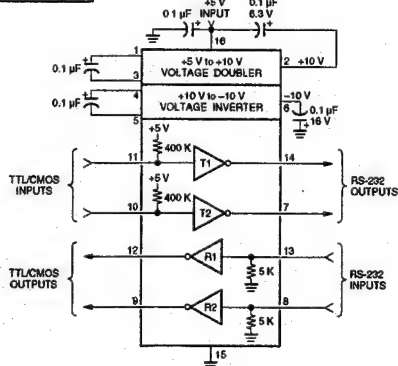 +5 V
INPUT
0.1 µF
0.1 µF
6.3 V
16
1
0.1 µF
3
+5 V to +10 V
VOLTAGE DOUBLER
2
+10 V
4
0.1 µF
5
+10 V to −10 V
VOLTAGE INVERTER
−10 V
6
0.1 µF
16 V
+5 V
400 K
11
T1
14
TTL/CMOS
INPUTS
+5 V
400 K
10
T2
7
RS-232
OUTPUTS
12
R1
13
5 K
TTL/CMOS
OUTPUTS
9
R2
8
5 K
RS-232
INPUTS
15